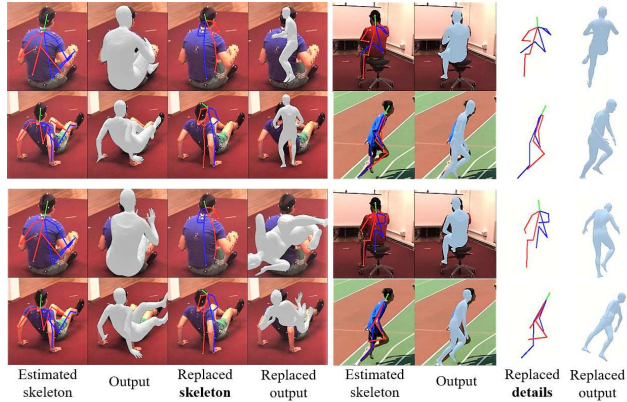 Estimated
skeleton
Output
Replaced
skeleton
Replaced
output
Estimated
skeleton
Output
Replaced
details
Replaced
output